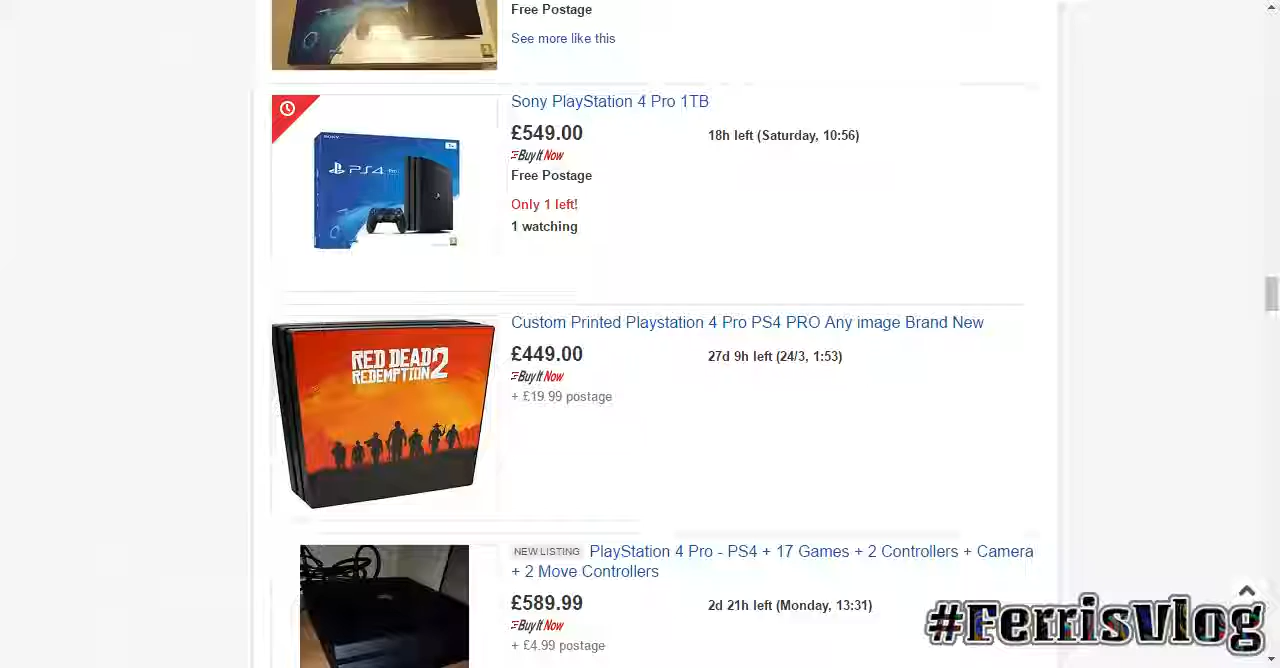 Free Postage
See more like this
Sony PlayStation 4 Pro 1TB
£549.00
18h left (Saturday, 10:56)
Buy It Now
Free Postage
Only 1 left!
1 watching
SONY
PS4 Pro
Custom Printed Playstation 4 Pro PS4 PRO Any image Brand New
£449.00
27d 9h left (24/3, 1:53)
Buy It Now
+ £19.99 postage
RED DEAD
REDEMPTION 2
NEW LISTING PlayStation 4 Pro - PS4 + 17 Games + 2 Controllers + Camera
+ 2 Move Controllers
£589.99
2d 21h left (Monday, 13:31)
Buy It Now
+ £4.99 postage
#FerrisVlog